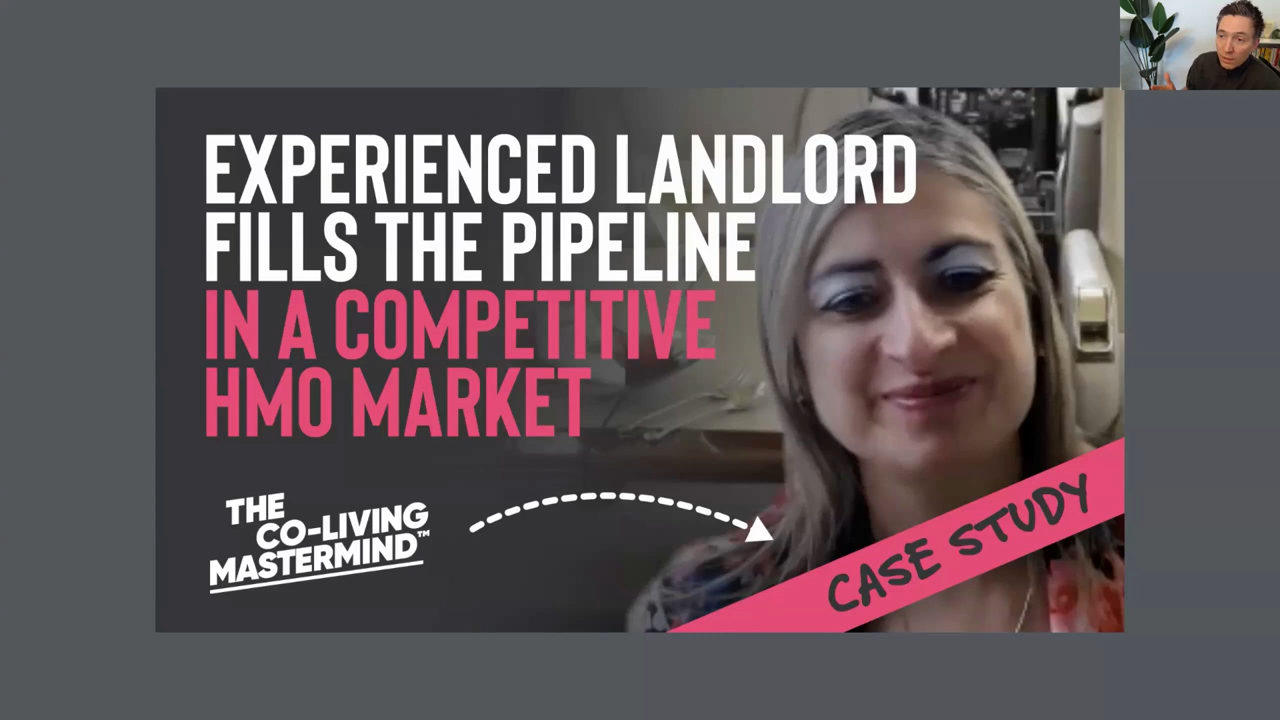 EXPERIENCED LANDLORD
FILLS THE PIPELINE
IN A COMPETITIVE
HMO MARKET
THE
CO-LIVING
MASTERMIND™
CASE STUDY